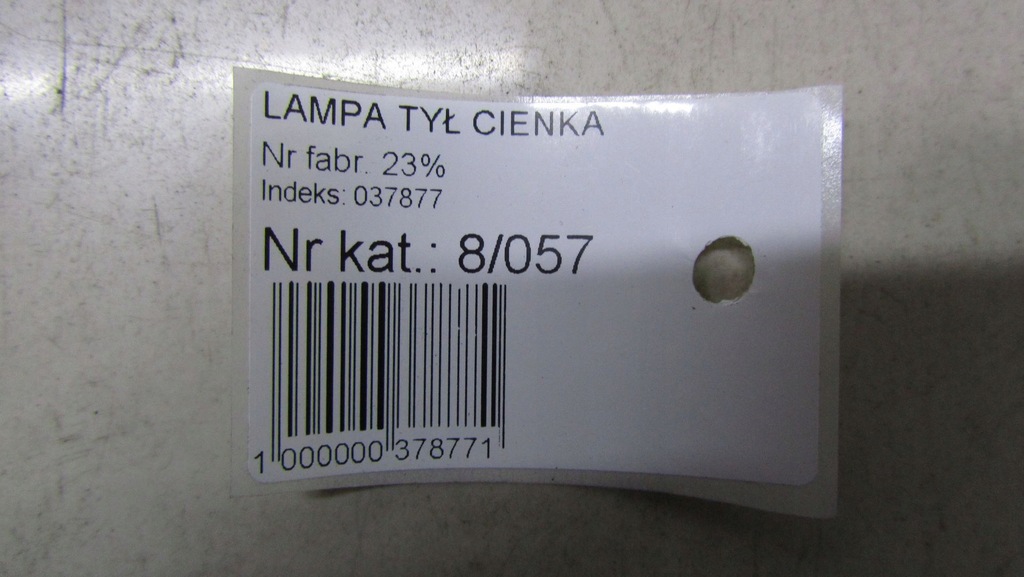 LAMPA TYŁ CIENKA
Nr fabr. 23%
Indeks: 037877
Nr kat.: 8/057
1 000000 378771